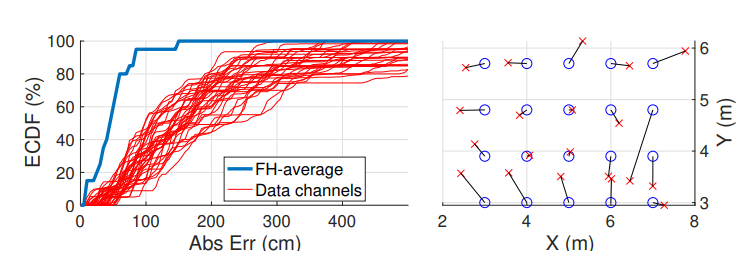 100
80
60
40
20
0
ECDF (%)
FH-average
Data channels
0 100 200 300 400
Abs Err (cm)
6
5
4
3
Y (m)
2 4 6 8
X (m)